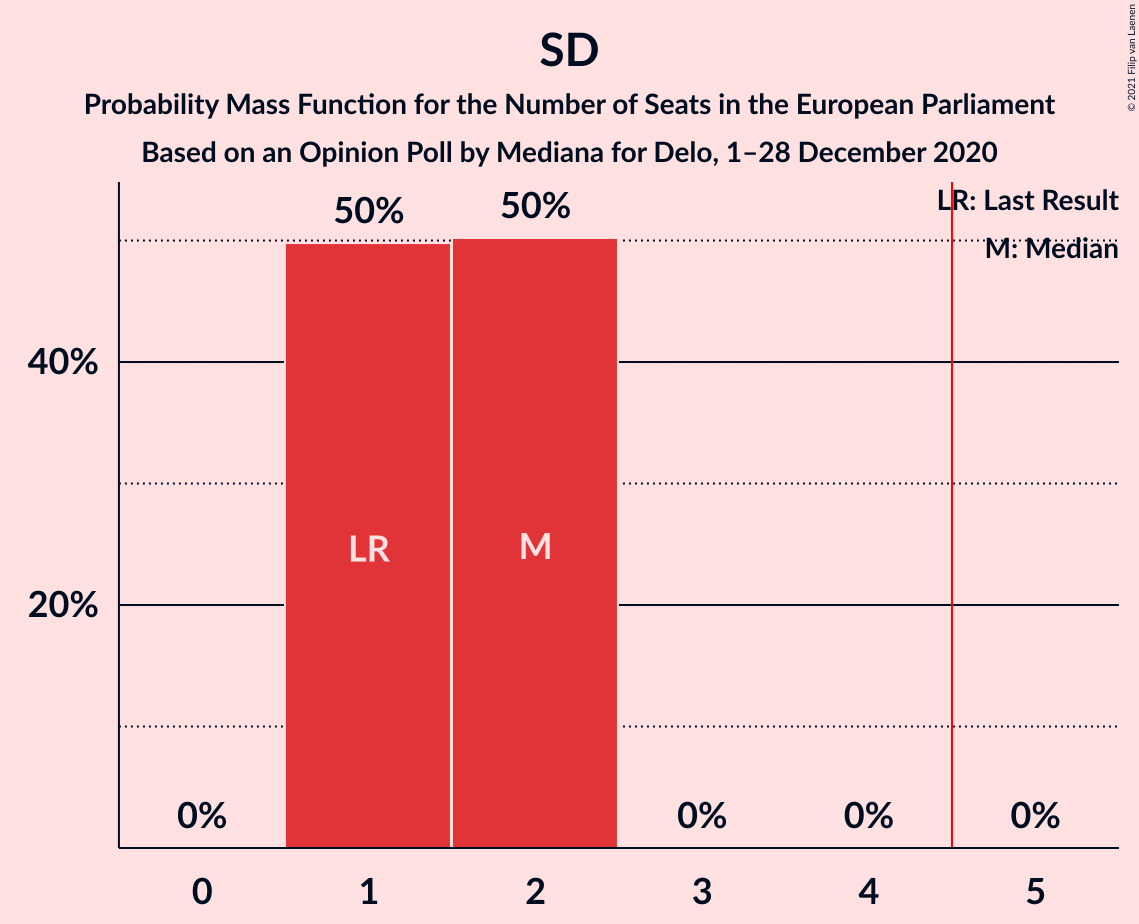 SD
Probability Mass Function for the Number of Seats in the European Parliament
Based on an Opinion Poll by Mediana for Delo, 1–28 December 2020
© 2021 Filip van Laenen
LR: Last Result
M: Median
50%
50%
40%
20%
LR
M
0%
0%
0%
0%
0
1
2
3
4
5